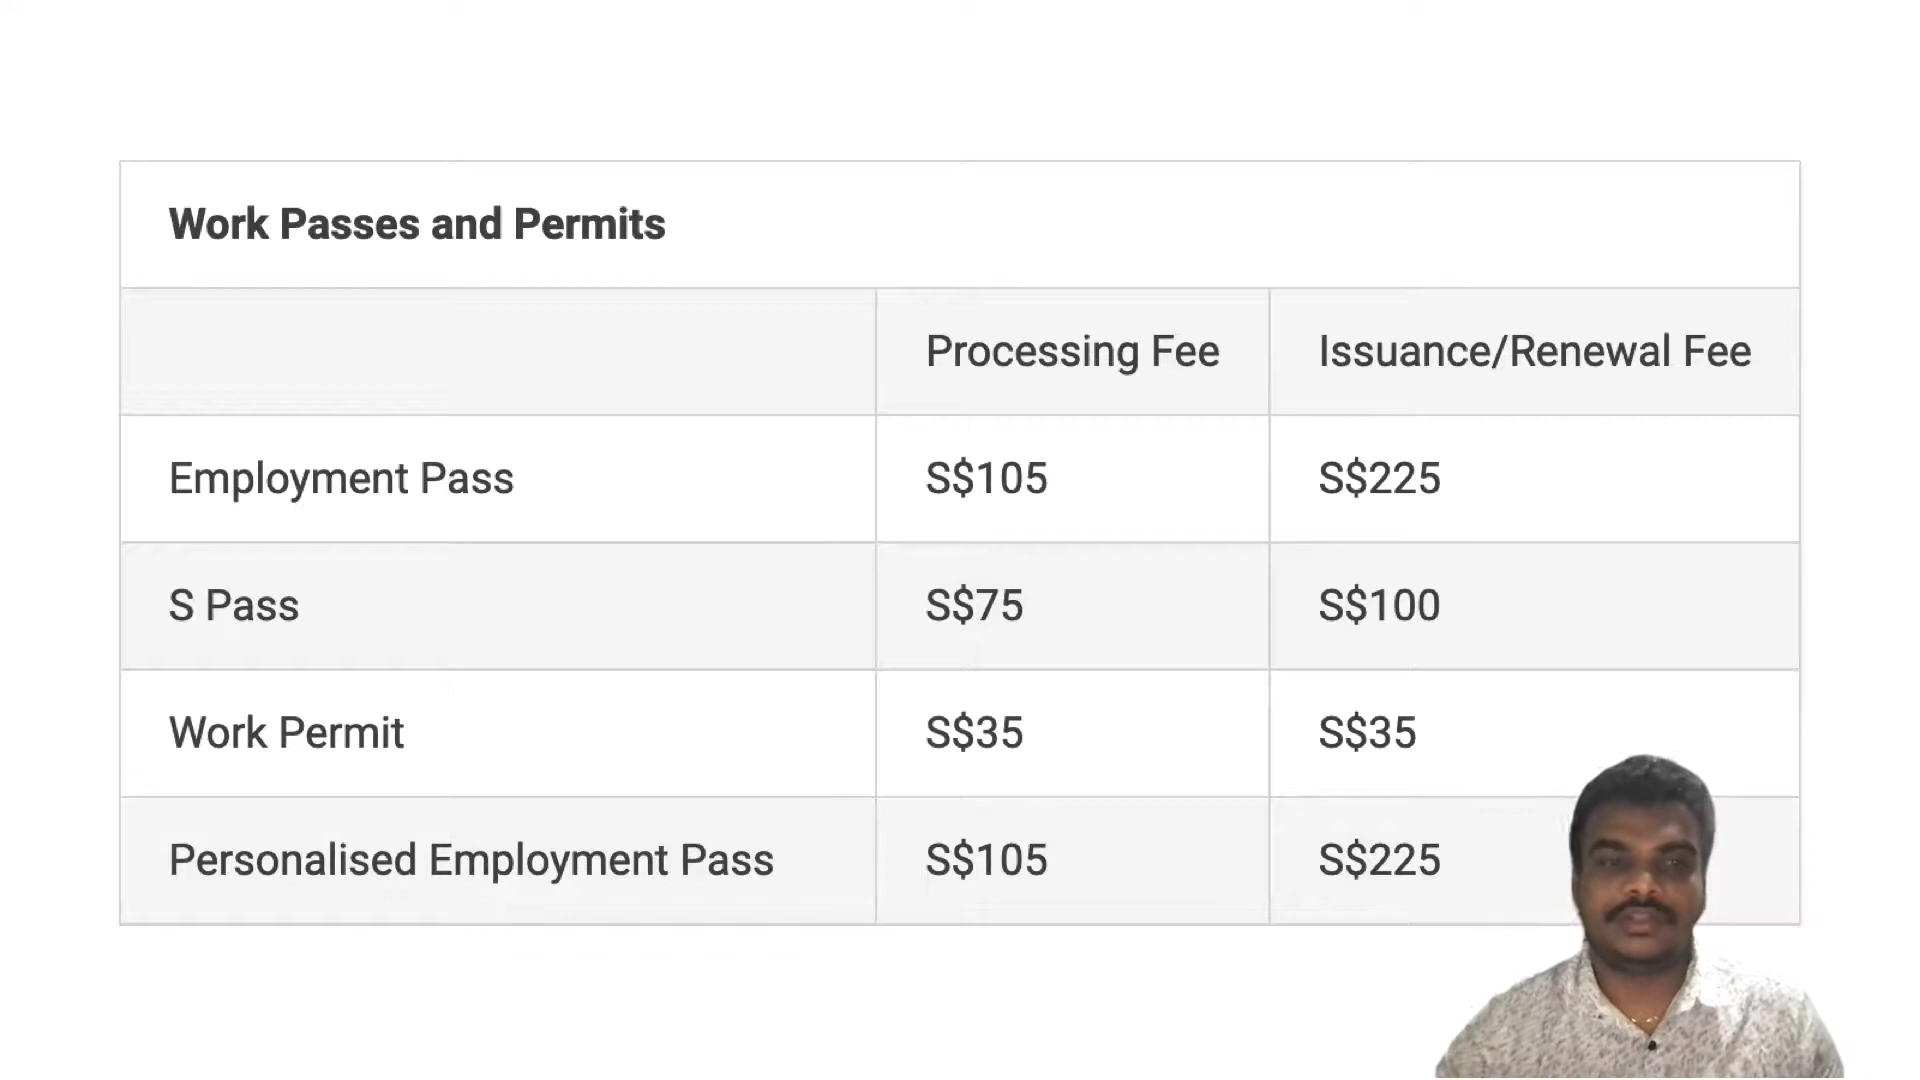 Work Passes and Permits
Processing Fee Issuance/Renewal Fee
Employment Pass S$105 S$225
S Pass S$75 S$100
Work Permit S$35 S$35
Personalised Employment Pass S$105 S$225